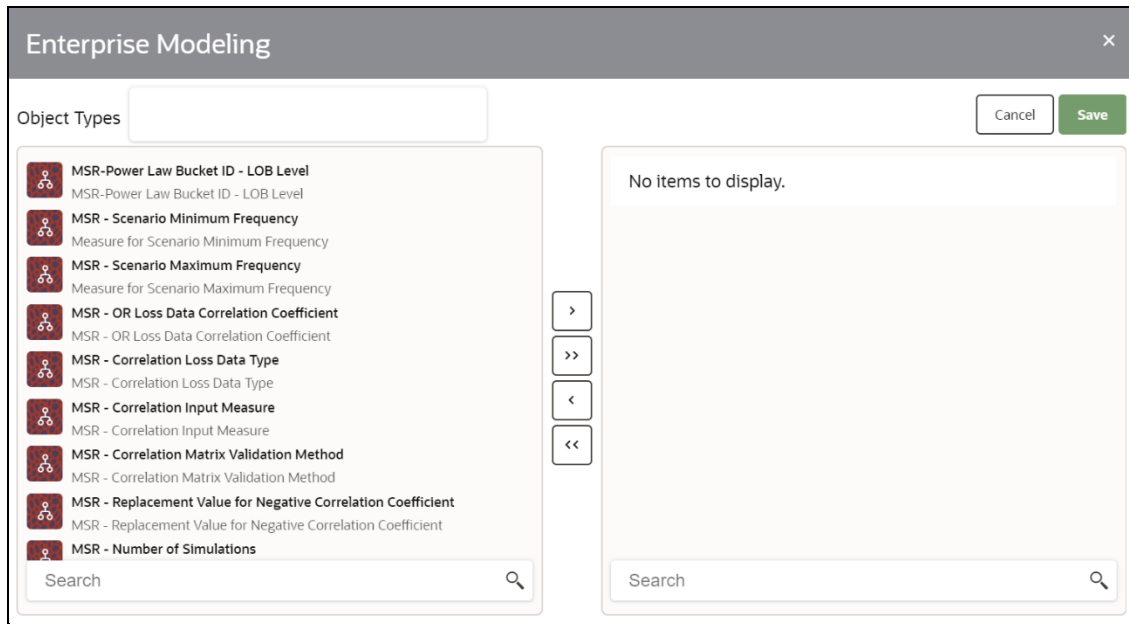 Enterprise Modeling
×
Object Types
Cancel
Save
MSR-Power Law Bucket ID - LOB Level
MSR-Power Law Bucket ID - LOB Level
MSR - Scenario Minimum Frequency
Measure for Scenario Minimum Frequency
MSR - Scenario Maximum Frequency
Measure for Scenario Maximum Frequency
MSR - OR Loss Data Correlation Coefficient
MSR - OR Loss Data Correlation Coefficient
MSR - Correlation Loss Data Type
MSR - Correlation Loss Data Type
MSR - Correlation Input Measure
MSR - Correlation Input Measure
MSR - Correlation Matrix Validation Method
MSR - Correlation Matrix Validation Method
MSR - Replacement Value for Negative Correlation Coefficient
MSR - Replacement Value for Negative Correlation Coefficient
MSR - Number of Simulations
Search
>
>>
<
<<
No items to display.
Search